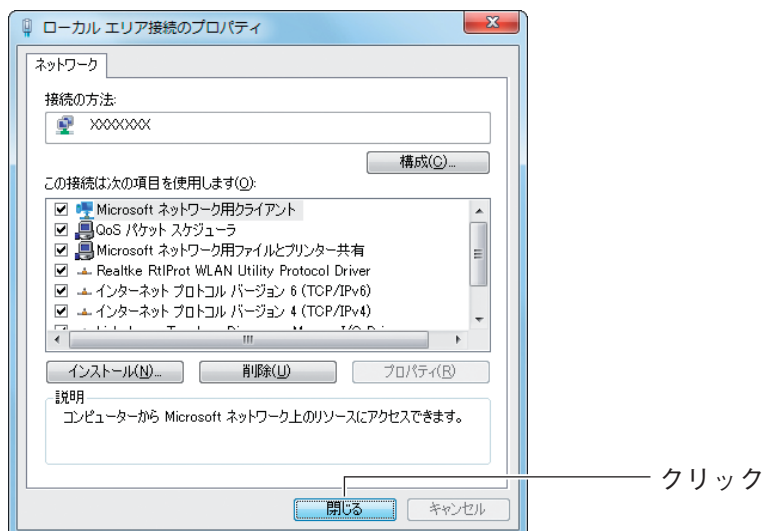 ローカル エリア接続のプロパティ
ネットワーク
接続の方法:
XXXXXXXX
構成(C)...
この接続は次の項目を使用します(O):
Microsoft ネットワーク用クライアント
QoS パケット スケジューラ
Microsoft ネットワーク用ファイルとプリンター共有
Realtke RtlProt WLAN Utility Protocol Driver
インターネット プロトコル バージョン 6 (TCP/IPv6)
インターネット プロトコル バージョン 4 (TCP/IPv4)
インストール(N)...
削除(U)
プロパティ(R)
説明
コンピューターから Microsoft ネットワーク上のリソースにアクセスできます。
クリック
閉じる
キャンセル